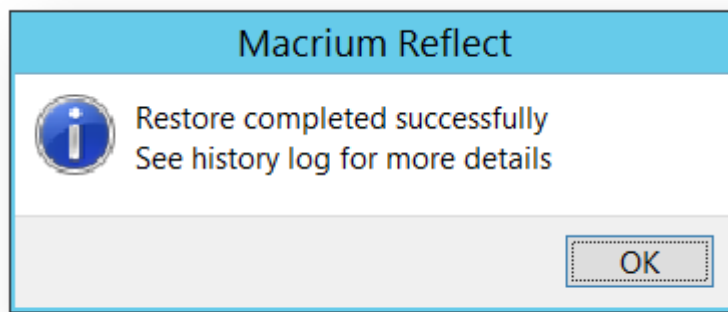 Macrium Reflect
Restore completed successfully
See history log for more details
OK